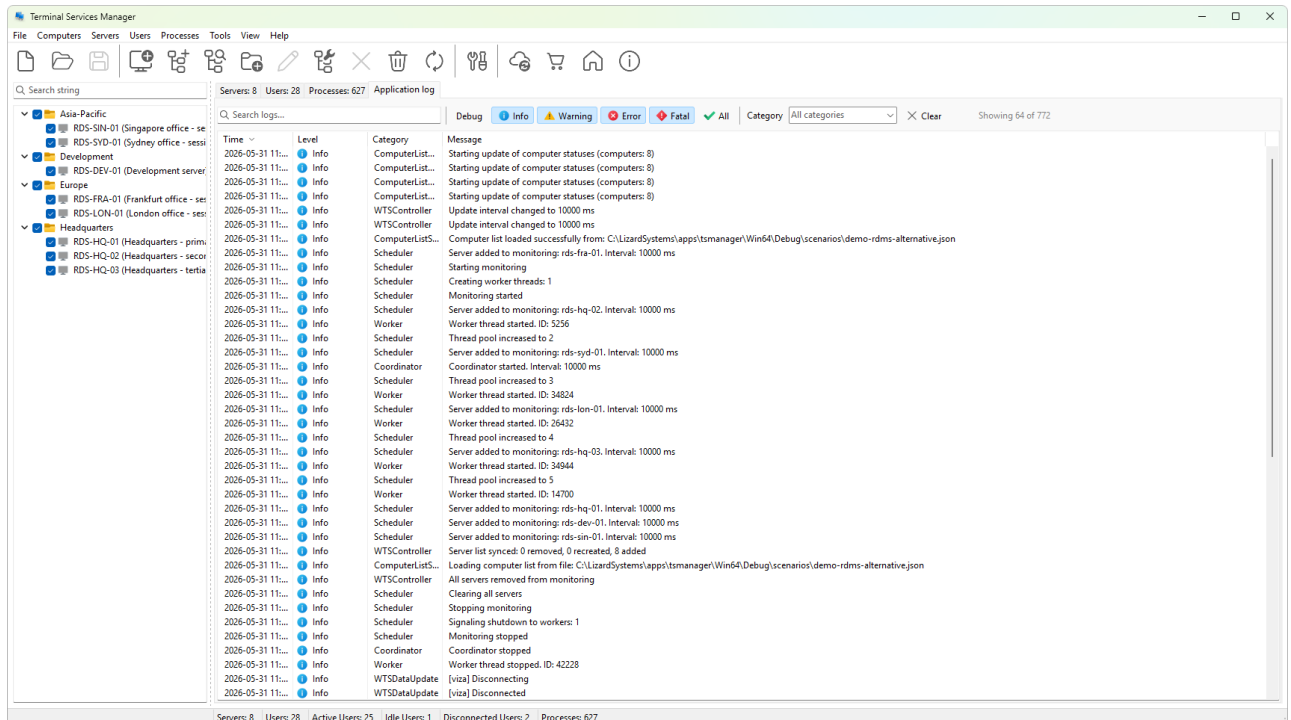 Terminal Services Manager
File Computers Servers Users Processes Tools View Help
Search string
Asia-Pacific
RDS-SIN-01 (Singapore office - se
RDS-SYD-01 (Sydney office - sessi
Development
RDS-DEV-01 (Development server
Europe
RDS-FRA-01 (Frankfurt office - ses
RDS-LON-01 (London office - ses
Headquarters
RDS-HQ-01 (Headquarters - prima
RDS-HQ-02 (Headquarters - secon
RDS-HQ-03 (Headquarters - tertia
Servers: 8 Users: 28 Processes: 627 Application log
Search logs... Debug Info Warning Error Fatal All Category All categories Clear Showing 64 of 772
Time Level Category Message
2026-05-31 11:... Info ComputerList... Starting update of computer statuses (computers: 8)
2026-05-31 11:... Info ComputerList... Starting update of computer statuses (computers: 8)
2026-05-31 11:... Info ComputerList... Starting update of computer statuses (computers: 8)
2026-05-31 11:... Info ComputerList... Starting update of computer statuses (computers: 8)
2026-05-31 11:... Info WTSController Update interval changed to 10000 ms
2026-05-31 11:... Info WTSController Update interval changed to 10000 ms
2026-05-31 11:... Info ComputerListS... Computer list loaded successfully from: C:\LizardSystems\apps\tsmanager\Win64\Debug\scenarios\demo-rdms-alternative.json
2026-05-31 11:... Info Scheduler Server added to monitoring: rds-fra-01. Interval: 10000 ms
2026-05-31 11:... Info Scheduler Starting monitoring
2026-05-31 11:... Info Scheduler Creating worker threads: 1
2026-05-31 11:... Info Scheduler Monitoring started
2026-05-31 11:... Info Scheduler Server added to monitoring: rds-hq-02. Interval: 10000 ms
2026-05-31 11:... Info Worker Worker thread started. ID: 5256
2026-05-31 11:... Info Scheduler Thread pool increased to 2
2026-05-31 11:... Info Scheduler Server added to monitoring: rds-syd-01. Interval: 10000 ms
2026-05-31 11:... Info Coordinator Coordinator started. Interval: 10000 ms
2026-05-31 11:... Info Scheduler Thread pool increased to 3
2026-05-31 11:... Info Worker Worker thread started. ID: 34824
2026-05-31 11:... Info Scheduler Server added to monitoring: rds-lon-01. Interval: 10000 ms
2026-05-31 11:... Info Worker Worker thread started. ID: 26432
2026-05-31 11:... Info Scheduler Thread pool increased to 4
2026-05-31 11:... Info Scheduler Server added to monitoring: rds-hq-03. Interval: 10000 ms
2026-05-31 11:... Info Worker Worker thread started. ID: 34944
2026-05-31 11:... Info Scheduler Thread pool increased to 5
2026-05-31 11:... Info Worker Worker thread started. ID: 14700
2026-05-31 11:... Info Scheduler Server added to monitoring: rds-hq-01. Interval: 10000 ms
2026-05-31 11:... Info Scheduler Server added to monitoring: rds-dev-01. Interval: 10000 ms
2026-05-31 11:... Info Scheduler Server added to monitoring: rds-sin-01. Interval: 10000 ms
2026-05-31 11:... Info WTSController Server list synced: 0 removed, 0 recreated, 8 added
2026-05-31 11:... Info ComputerListS... Loading computer list from file: C:\LizardSystems\apps\tsmanager\Win64\Debug\scenarios\demo-rdms-alternative.json
2026-05-31 11:... Info WTSController All servers removed from monitoring
2026-05-31 11:... Info Scheduler Clearing all servers
2026-05-31 11:... Info Scheduler Stopping monitoring
2026-05-31 11:... Info Scheduler Signaling shutdown to workers: 1
2026-05-31 11:... Info Scheduler Monitoring stopped
2026-05-31 11:... Info Coordinator Coordinator stopped
2026-05-31 11:... Info Worker Worker thread stopped. ID: 42228
2026-05-31 11:... Info WTSDataUpdate [viza] Disconnecting
2026-05-31 11:... Info WTSDataUpdate [viza] Disconnected
Servers: 8 Users: 28 Active Users: 25 Idle Users: 1 Disconnected Users: 2 Processes: 627